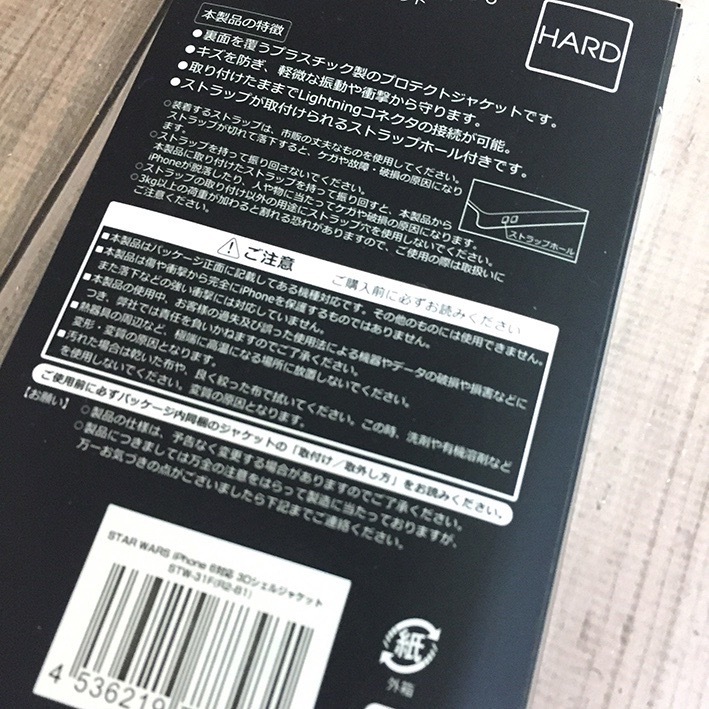 HARD
本製品の特徴
●裏面を覆うプラスチック製のプロテクトジャケットです。
●キズを防ぎ、軽微な振動や衝撃から守ります。
●取り付けたままでLightningコネクタの接続が可能。
●ストラップが取付けられるストラップホール付きです。
○装着するストラップは、市販の丈夫なものを使用してください。
ストラップが切れて落下すると、ケガや故障・破損の原因になります。
○ストラップを持って振り回さないでください。
本製品に取り付けたストラップを持って振り回すと、本製品から
iPhoneが脱落したり、人や物に当たってケガや破損の原因になります。
○ストラップの取り付け以外の用途にストラップ穴を使用しないでください。
○3kg以上の荷重が加わると割れる恐れがありますので、ご使用の際は取扱いに
ご注意ください。
ストラップホール
ご注意 ご購入前に必ずお読みください
■本製品はパッケージ正面に記載してある機種対応です。その他のものには使用できません。
■本製品は傷や衝撃から完全にiPhoneを保護するものではありません。
また落下などの強い衝撃には対応していません。
■本製品の使用中、お客様の過失及び誤った使用法による機器やデータの破損や損害などに
つき、弊社では責任を負いかねますのでご了承ください。
■熱器具の周辺など、極端に高温になる場所に放置しないでください。
変形・変質の原因となります。
■汚れた場合は乾いた布や、良く絞った布で拭いてください。この時、洗剤や有機溶剤など
を使用しないでください。変質の原因となります。
ご使用前に必ずパッケージ内同梱のジャケットの「取付け/取外し方」をお読みください。
【お願い】
○製品の仕様は、予告なく変更する場合がありますのでご了承ください。
○製品につきましては万全の注意をはらって製造に当たっておりますが、
万一お気づきの点がございましたら下記までご連絡ください。
STAR WARS iPhone 6対応 3Dシェルジャケット
STW-31F(R2-B1)
4 536219
紙
外箱